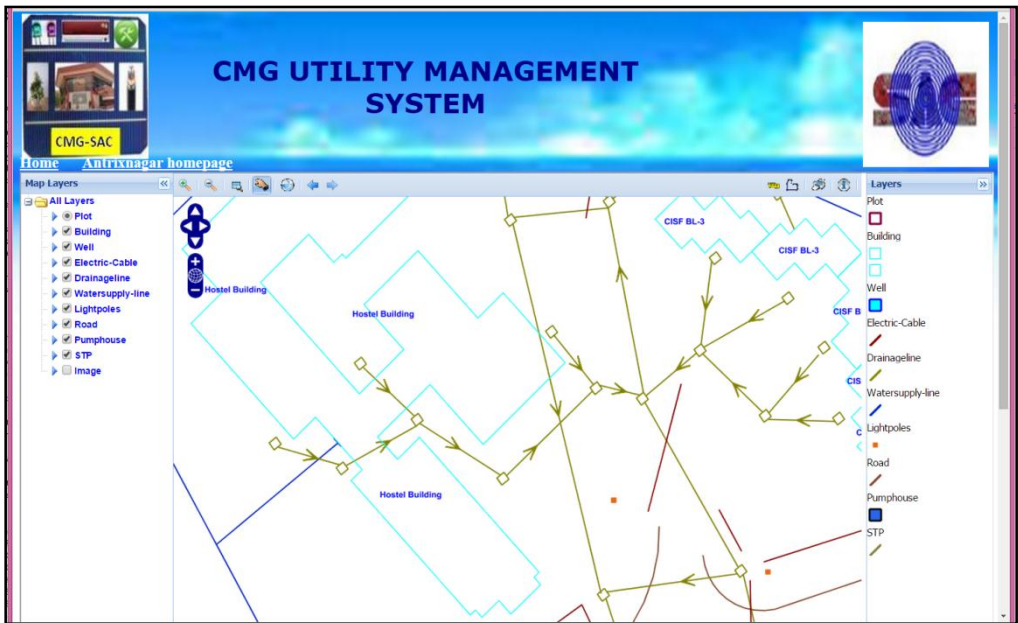 CMG UTILITY MANAGEMENT
SYSTEM
CMG-SAC
Home Antrixnagar homepage
Map Layers
All Layers
Plot
Building
Well
Electric-Cable
Drainageline
Watersupply-line
Lightpoles
Road
Pumphouse
STP
Image
Hostel Building
Hostel Building
Hostel Building
CISF BL-3
CISF BL-3
CISF B
CIS
C
Layers
Plot
Building
Well
Electric-Cable
Drainageline
Watersupply-line
Lightpoles
Road
Pumphouse
STP